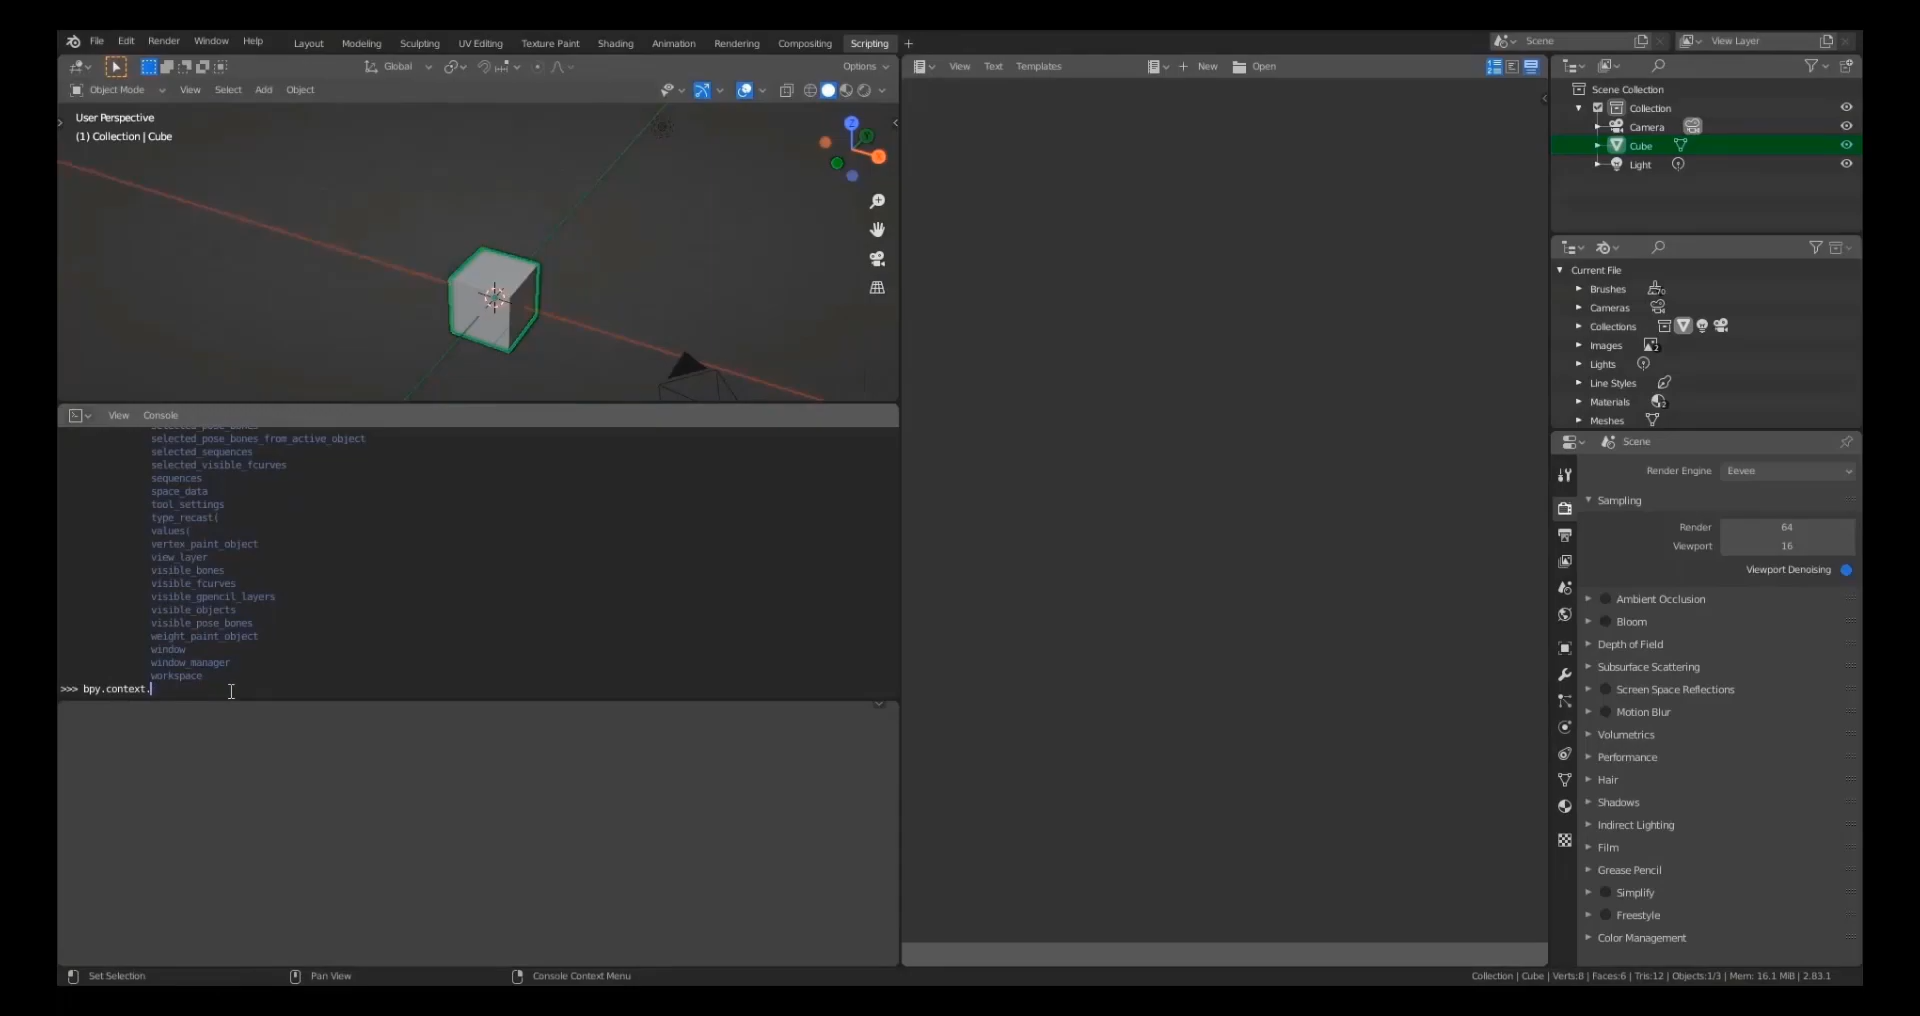 File Edit Render Window Help Layout Modeling Sculpting UV Editing Texture Paint Shading Animation Rendering Compositing Scripting + Scene View Layer
Global Options
Object Mode View Select Add Object
User Perspective
(1) Collection | Cube
Z
Y
X
View Console
selected_pose_bones
selected_pose_bones_from_active_object
selected_sequences
selected_visible_fcurves
sequences
space_data
tool_settings
type_recast(
values(
vertex_paint_object
view_layer
visible_bones
visible_fcurves
visible_gpencil_layers
visible_objects
visible_pose_bones
weight_paint_object
window
window_manager
workspace
>>> bpy.context.
View Text Templates + New Open
Scene Collection
Collection
Camera
Cube
Light
Current File
Brushes
Cameras
Collections
Images 2
Lights
Line Styles
Materials 2
Meshes
Scene
Render Engine Eevee
Sampling
Render 64
Viewport 16
Viewport Denoising
Ambient Occlusion
Bloom
Depth of Field
Subsurface Scattering
Screen Space Reflections
Motion Blur
Volumetrics
Performance
Hair
Shadows
Indirect Lighting
Film
Grease Pencil
Simplify
Freestyle
Color Management
Set Selection Pan View Console Context Menu Collection | Cube | Verts:8 | Faces:6 | Tris:12 | Objects:1/3 | Mem: 16.1 MiB | 2.83.1